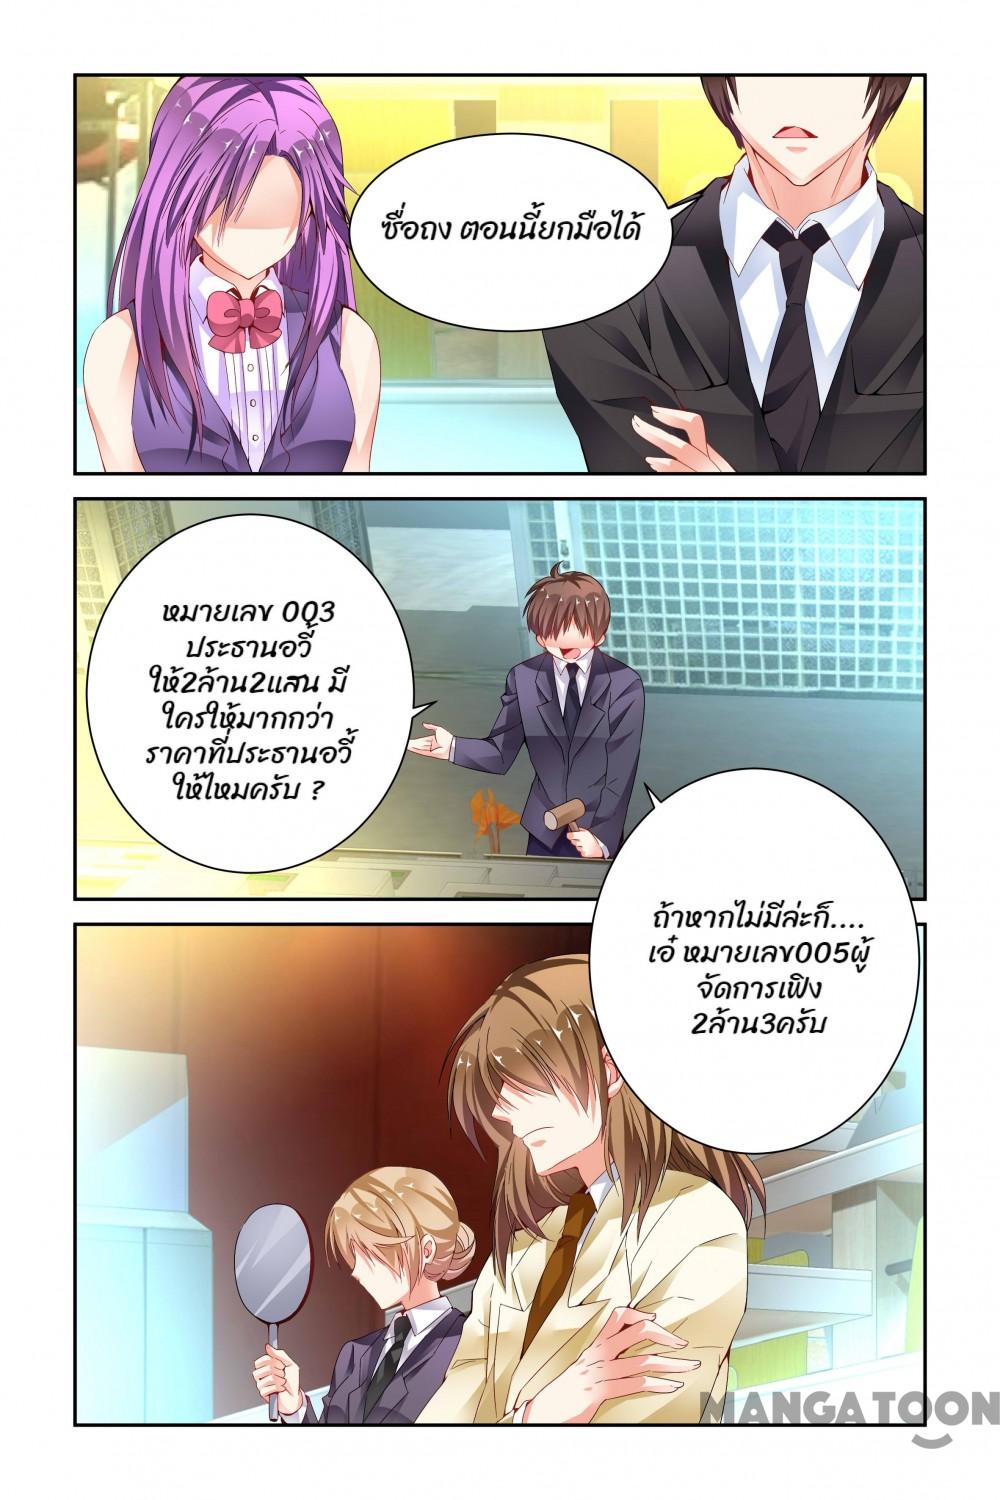 ซื่อถง ตอนนี้ยกมือได้
หมายเลข 003
ประธานอวี้
ให้2ล้าน2แสน มี
ใครให้มากกว่า
ราคาที่ประธานอวี้
ให้ไหมครับ ?
ถ้าหากไม่มีล่ะก็....
เอ๋ หมายเลข005ผู้
จัดการเฟิง
2ล้าน3ครับ
MANGATOON